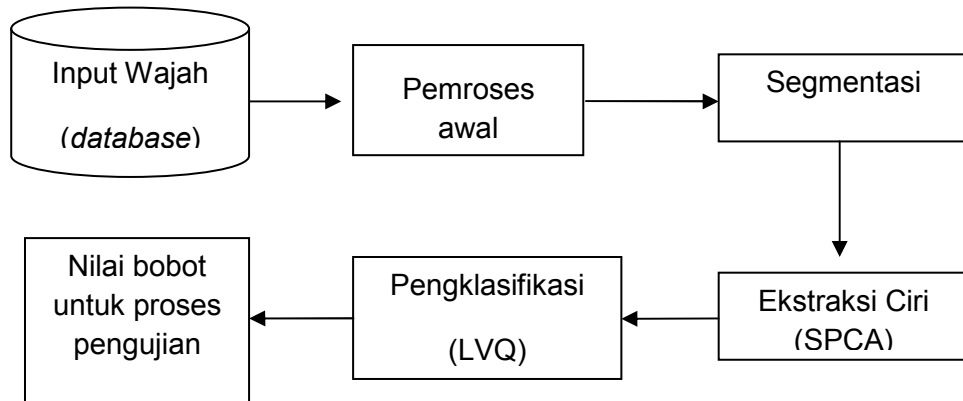 Input Wajah
(database)
Pemroses
awal
Segmentasi
Ekstraksi Ciri
(SPCA)
Pengklasifikasi
(LVQ)
Nilai bobot
untuk proses
pengujian